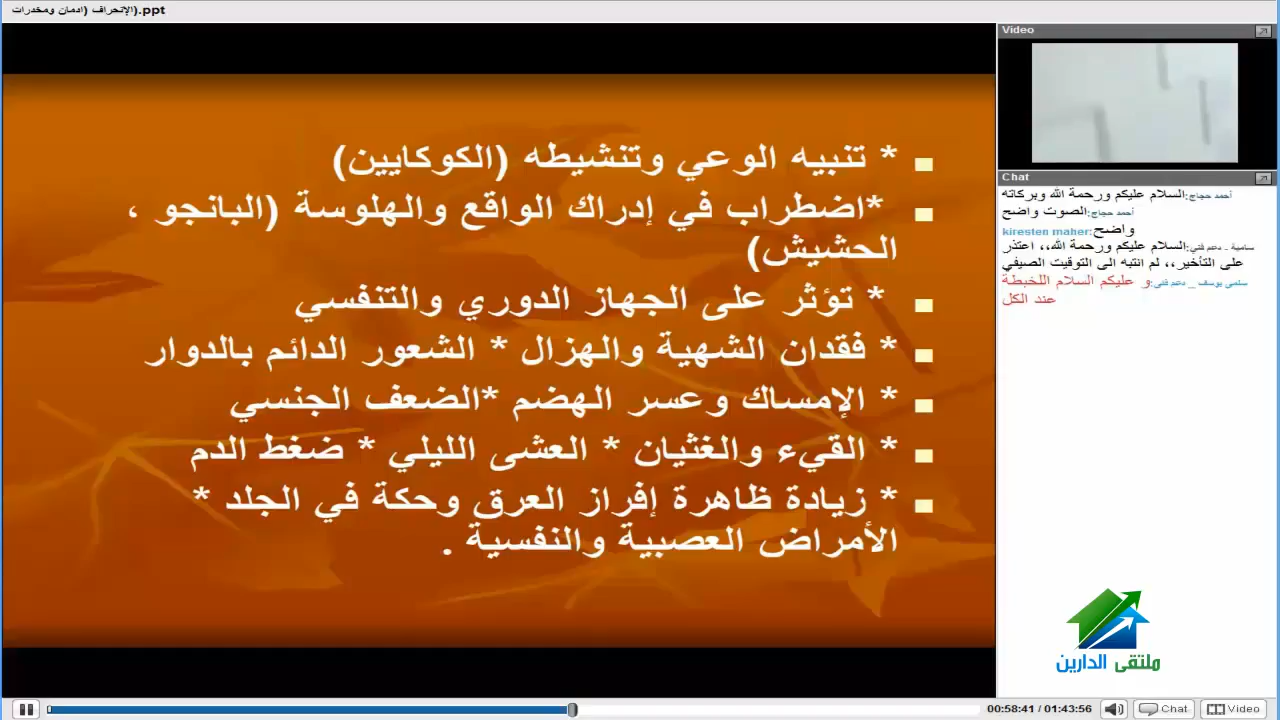 الإنحراف (ادمان ومخدرات).ppt
* تنبيه الوعي وتنشيطه (الكوكايين)
*اضطراب في إدراك الواقع والهلوسة (البانجو ،
الحشيش)
* تؤثر على الجهاز الدوري والتنفسي
* فقدان الشهية والهزال * الشعور الدائم بالدوار
* الإمساك وعسر الهضم *الضعف الجنسي
* القيء والغثيان * العشى الليلي * ضغط الدم
* زيادة ظاهرة إفراز العرق وحكة في الجلد *
الأمراض العصبية والنفسية .
Video
Chat
أحمد حجاج:السلام عليكم ورحمة الله وبركاته
أحمد حجاج:الصوت واضح
kiresten maher:واضح
سامية - دعم فني:السلام عليكم ورحمة الله،، اعتذر
على التأخير،، لم انتبه الى التوقيت الصيفي
سلمى يوسف _ دعم فني:و عليكم السلام اللخبطة
عند الكل
ملتقى الدارين
00:58:41 / 01:43:56
Chat
Video